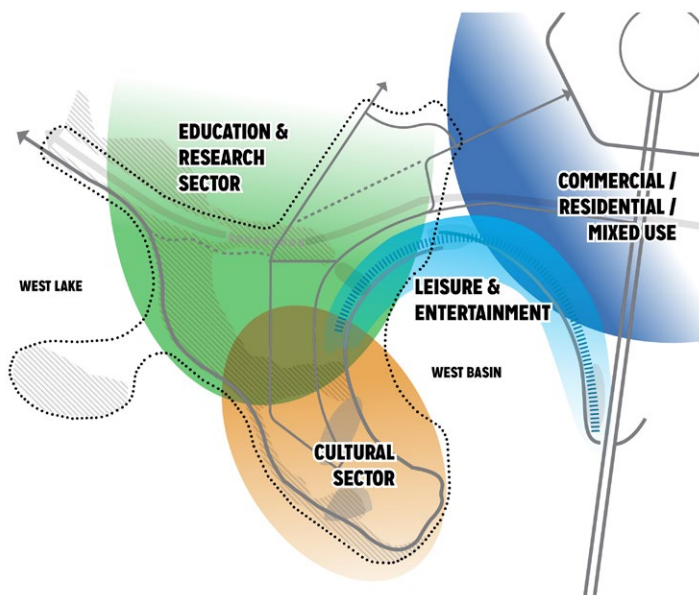 EDUCATION &
RESEARCH
SECTOR
COMMERCIAL /
RESIDENTIAL /
MIXED USE
WEST LAKE
LEISURE &
ENTERTAINMENT
WEST BASIN
CULTURAL
SECTOR